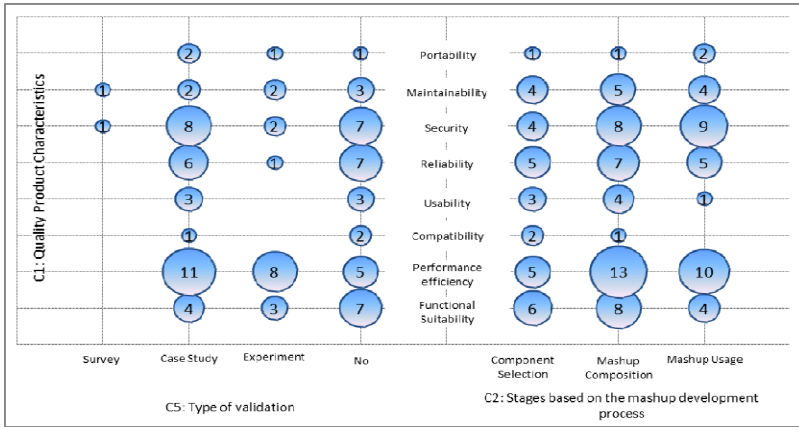 C1: Quality Product Characteristics
2 1 1 Portability 1 1 2
1 2 2 3 Maintainability 4 5 4
1 8 2 7 Security 4 8 9
6 1 7 Reliability 5 7 5
3 3 Usability 3 4 1
1 2 Compatibility 2 1
11 8 5 Performance efficiency 5 13 10
4 3 7 Functional Suitability 6 8 4
Survey Case Study Experiment No Component Selection Mashup Composition Mashup Usage
C5: Type of validation
C2: Stages based on the mashup development
process